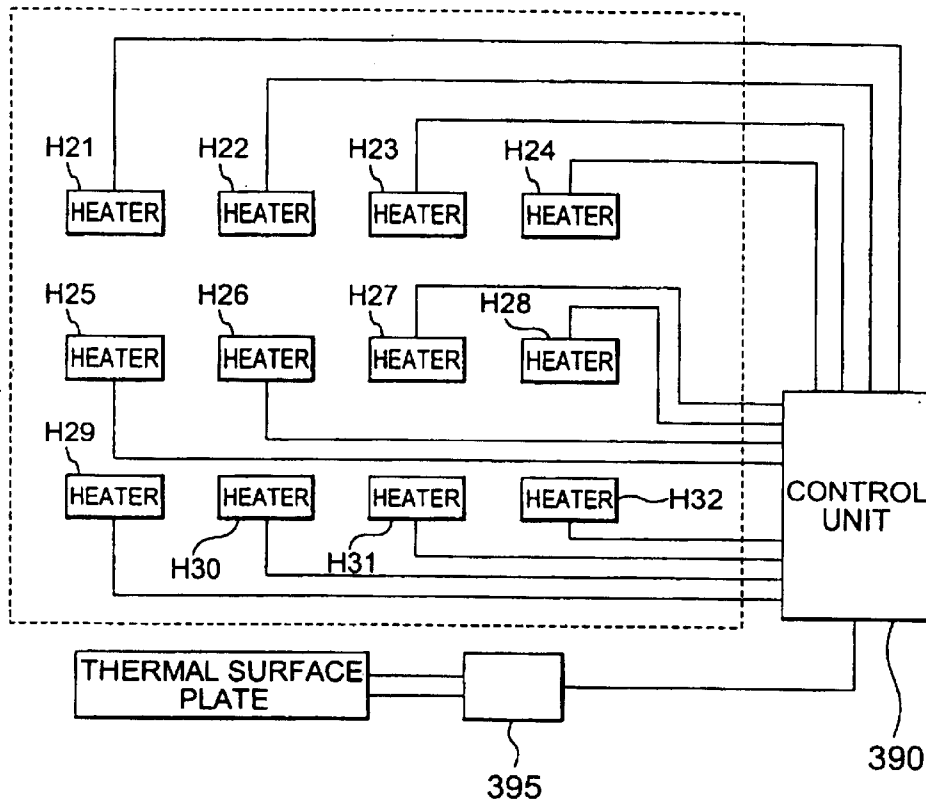 H21
H22
H23
H24
HEATER
HEATER
HEATER
HEATER
H25
H26
H27
H28
HEATER
HEATER
HEATER
HEATER
H29
HEATER
HEATER
HEATER
HEATER
H32
H30
H31
CONTROL
UNIT
THERMAL SURFACE
PLATE
395
390